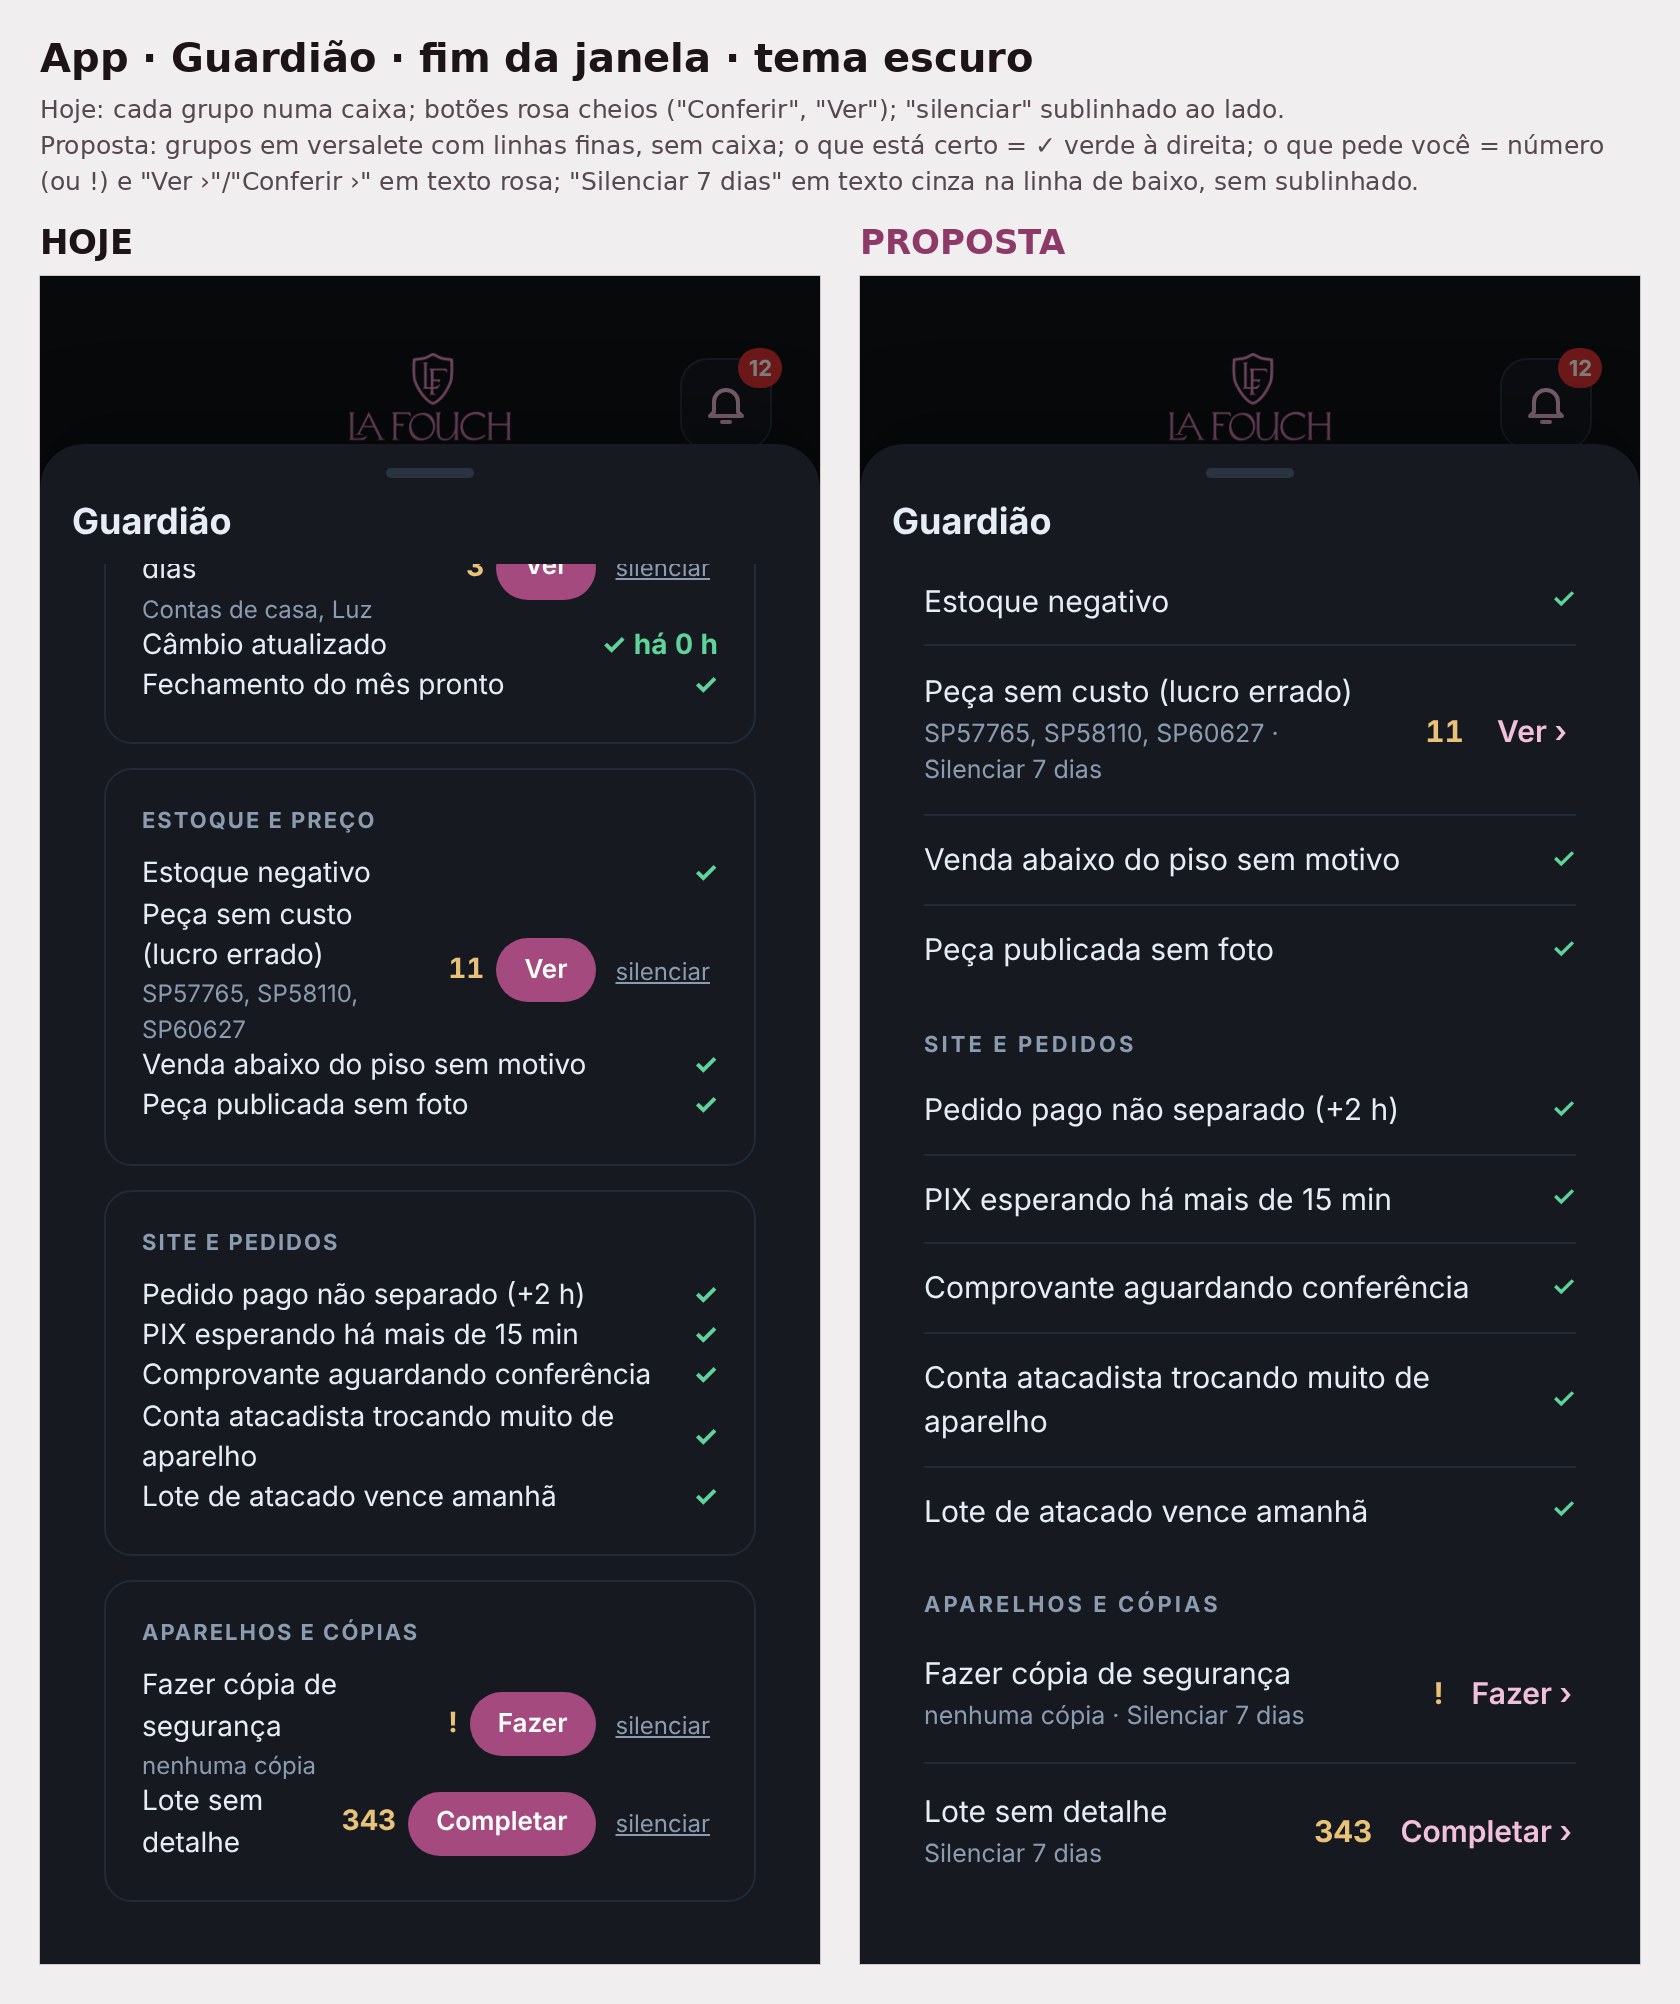 App · Guardião · fim da janela · tema escuro
Hoje: cada grupo numa caixa; botões rosa cheios ("Conferir", "Ver"); "silenciar" sublinhado ao lado.
Proposta: grupos em versalete com linhas finas, sem caixa; o que está certo = ✓ verde à direita; o que pede você = número
(ou !) e "Ver ›"/"Conferir ›" em texto rosa; "Silenciar 7 dias" em texto cinza na linha de baixo, sem sublinhado.
HOJE
LF
LA FOUCH
12
Guardião
dias 3 Ver silenciar
Contas de casa, Luz
Câmbio atualizado ✓ há 0 h
Fechamento do mês pronto ✓
ESTOQUE E PREÇO
Estoque negativo ✓
Peça sem custo
(lucro errado)
11 Ver silenciar
SP57765, SP58110,
SP60627
Venda abaixo do piso sem motivo ✓
Peça publicada sem foto ✓
SITE E PEDIDOS
Pedido pago não separado (+2 h) ✓
PIX esperando há mais de 15 min ✓
Comprovante aguardando conferência ✓
Conta atacadista trocando muito de
aparelho ✓
Lote de atacado vence amanhã ✓
APARELHOS E CÓPIAS
Fazer cópia de
segurança
! Fazer silenciar
nenhuma cópia
Lote sem
detalhe
343 Completar silenciar
PROPOSTA
LF
LA FOUCH
12
Guardião
Estoque negativo ✓
Peça sem custo (lucro errado)
SP57765, SP58110, SP60627 ·
Silenciar 7 dias
11 Ver ›
Venda abaixo do piso sem motivo ✓
Peça publicada sem foto ✓
SITE E PEDIDOS
Pedido pago não separado (+2 h) ✓
PIX esperando há mais de 15 min ✓
Comprovante aguardando conferência ✓
Conta atacadista trocando muito de
aparelho ✓
Lote de atacado vence amanhã ✓
APARELHOS E CÓPIAS
Fazer cópia de segurança
nenhuma cópia · Silenciar 7 dias
! Fazer ›
Lote sem detalhe
Silenciar 7 dias
343 Completar ›